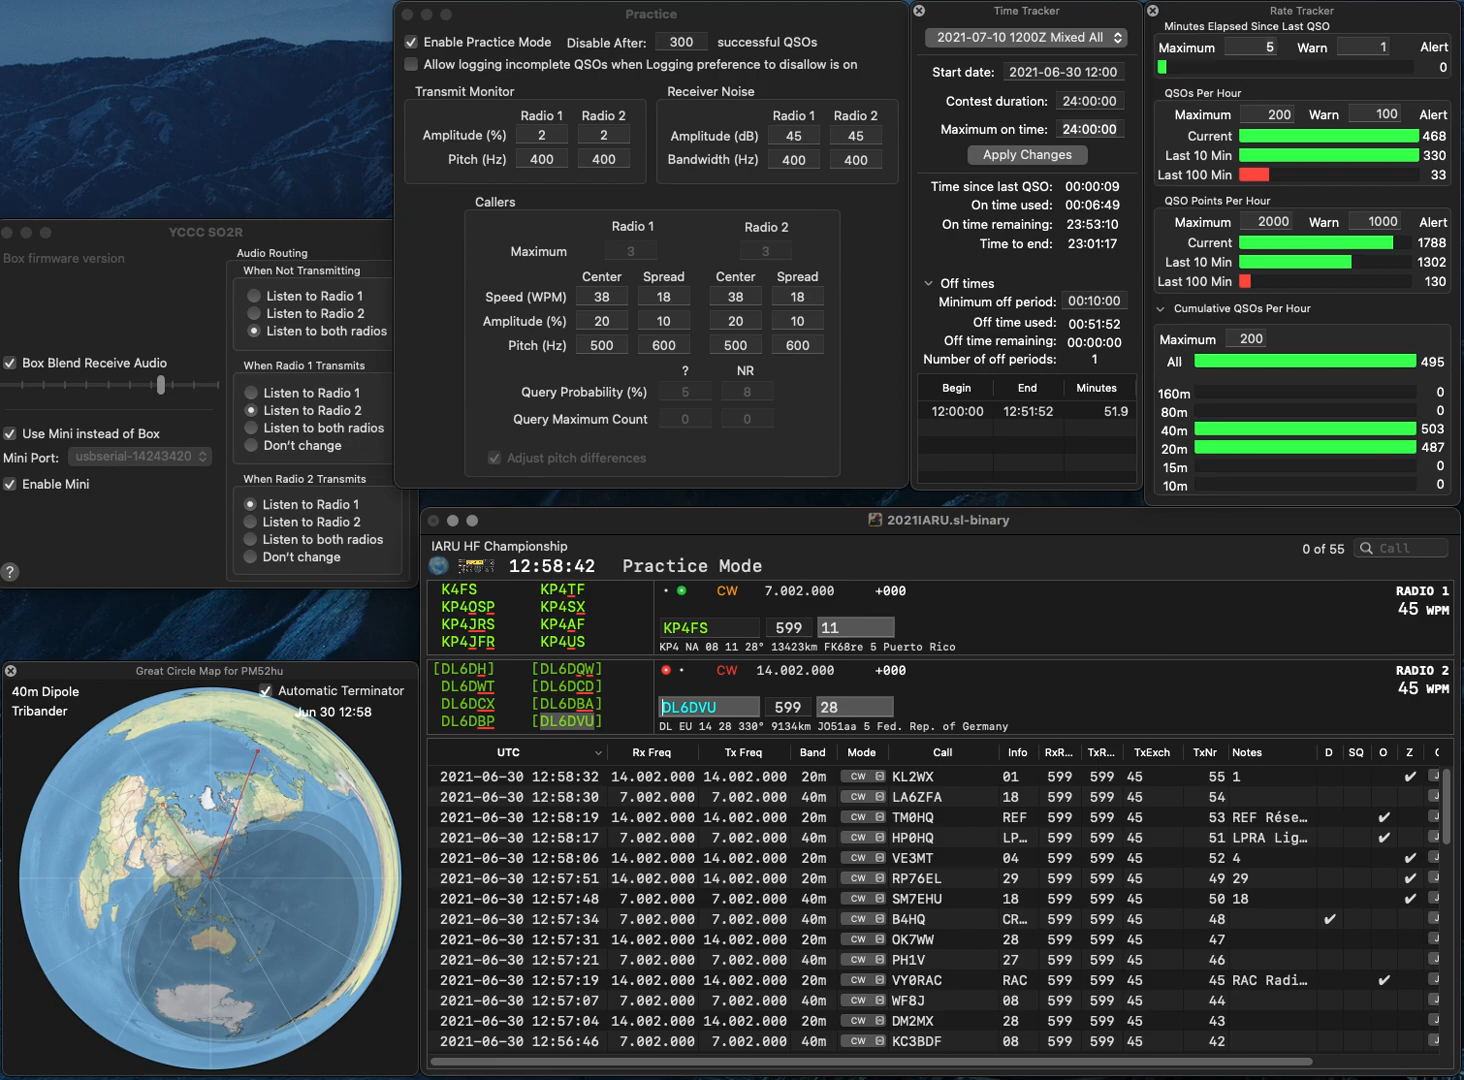 Practice
Enable Practice Mode Disable After: 300 successful QSOs
Allow logging incomplete QSOs when Logging preference to disallow is on
Transmit Monitor
Radio 1 Radio 2
Amplitude (%) 2 2
Pitch (Hz) 400 400
Receiver Noise
Radio 1 Radio 2
Amplitude (dB) 45 45
Bandwidth (Hz) 400 400
Callers
Radio 1 Radio 2
Maximum 3 3
Center Spread Center Spread
Speed (WPM) 38 18 38 18
Amplitude (%) 20 10 20 10
Pitch (Hz) 500 600 500 600
? NR
Query Probability (%) 5 8
Query Maximum Count 0 0
Adjust pitch differences
Time Tracker
2021-07-10 1200Z Mixed All
Start date: 2021-06-30 12:00
Contest duration: 24:00:00
Maximum on time: 24:00:00
Apply Changes
Time since last QSO: 00:00:09
On time used: 00:06:49
On time remaining: 23:53:10
Time to end: 23:01:17
Off times
Minimum off period: 00:10:00
Off time used: 00:51:52
Off time remaining: 00:00:00
Number of off periods: 1
Begin End Minutes
12:00:00 12:51:52 51.9
Rate Tracker
Minutes Elapsed Since Last QSO
Maximum 5 Warn 1 Alert
0
QSOs Per Hour
Maximum 200 Warn 100 Alert
Current 468
Last 10 Min 330
Last 100 Min 33
QSO Points Per Hour
Maximum 2000 Warn 1000 Alert
Current 1788
Last 10 Min 1302
Last 100 Min 130
Cumulative QSOs Per Hour
Maximum 200
All 495
160m 0
80m 0
40m 503
20m 487
15m 0
10m 0
YCCC SO2R
Box firmware version
Box Blend Receive Audio
Use Mini instead of Box
Mini Port: usbserial-14243420
Enable Mini
?
Audio Routing
When Not Transmitting
Listen to Radio 1
Listen to Radio 2
Listen to both radios
When Radio 1 Transmits
Listen to Radio 1
Listen to Radio 2
Listen to both radios
Don't change
When Radio 2 Transmits
Listen to Radio 1
Listen to Radio 2
Listen to both radios
Don't change
Great Circle Map for PM52hu
40m Dipole Automatic Terminator
Tribander Jun 30 12:58
2021IARU.sl-binary
IARU HF Championship 0 of 55 Call
12:58:42 Practice Mode
K4FS KP4TF
KP4OSP KP4SX
KP4JRS KP4AF
KP4JFR KP4US
CW 7.002.000 +000 RADIO 1
45 WPM
KP4FS 599 11
KP4 NA 08 11 28° 13423km FK68re 5 Puerto Rico
[DL6DH] [DL6DQW]
DL6DWT [DL6DCD]
DL6DCX [DL6DBA]
DL6DBP [DL6DVU]
CW 14.002.000 +000 RADIO 2
45 WPM
DL6DVU 599 28
DL EU 14 28 330° 9134km JO51aa 5 Fed. Rep. of Germany
UTC Rx Freq Tx Freq Band Mode Call Info RxR... TxR... TxExch TxNr Notes D SQ O Z
2021-06-30 12:58:32 14.002.000 14.002.000 20m CW KL2WX 01 599 599 45 55 1 ✔
2021-06-30 12:58:30 7.002.000 7.002.000 40m CW LA6ZFA 18 599 599 45 54
2021-06-30 12:58:19 14.002.000 14.002.000 20m CW TM0HQ REF 599 599 45 53 REF Rése... ✔
2021-06-30 12:58:17 7.002.000 7.002.000 40m CW HP0HQ LP... 599 599 45 51 LPRA Lig... ✔
2021-06-30 12:58:06 14.002.000 14.002.000 20m CW VE3MT 04 599 599 45 52 4 ✔
2021-06-30 12:57:51 14.002.000 14.002.000 20m CW RP76EL 29 599 599 45 49 29 ✔
2021-06-30 12:57:48 7.002.000 7.002.000 40m CW SM7EHU 18 599 599 45 50 18 ✔
2021-06-30 12:57:34 7.002.000 7.002.000 40m CW B4HQ CR... 599 599 45 48 ✔
2021-06-30 12:57:31 14.002.000 14.002.000 20m CW OK7WW 28 599 599 45 47
2021-06-30 12:57:21 7.002.000 7.002.000 40m CW PH1V 27 599 599 45 46
2021-06-30 12:57:19 14.002.000 14.002.000 20m CW VY0RAC RAC 599 599 45 45 RAC Radi... ✔
2021-06-30 12:57:07 7.002.000 7.002.000 40m CW WF8J 08 599 599 45 44
2021-06-30 12:57:04 14.002.000 14.002.000 20m CW DM2MX 28 599 599 45 43
2021-06-30 12:56:46 7.002.000 7.002.000 40m CW KC3BDF 08 599 599 45 42